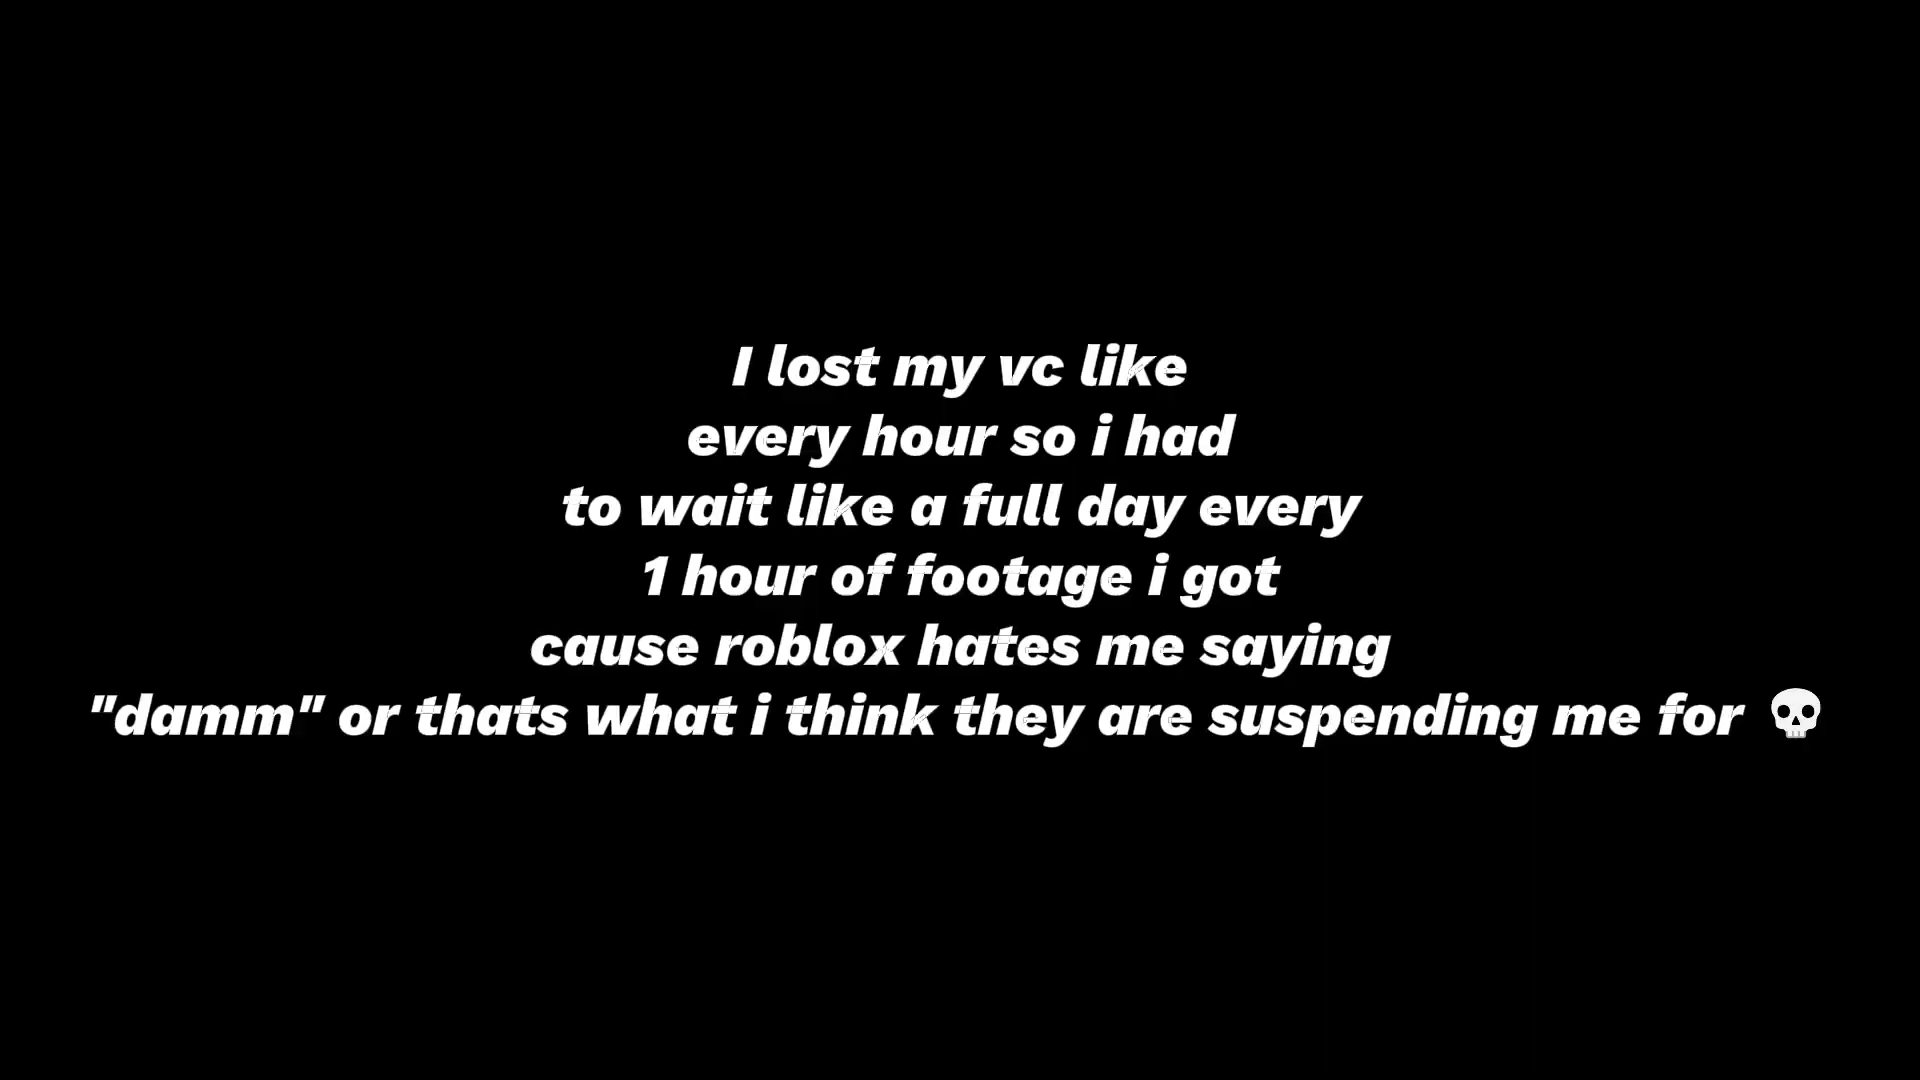 I lost my vc like
every hour so i had
to wait like a full day every
1 hour of footage i got
cause roblox hates me saying
"damm" or thats what i think they are suspending me for 💀